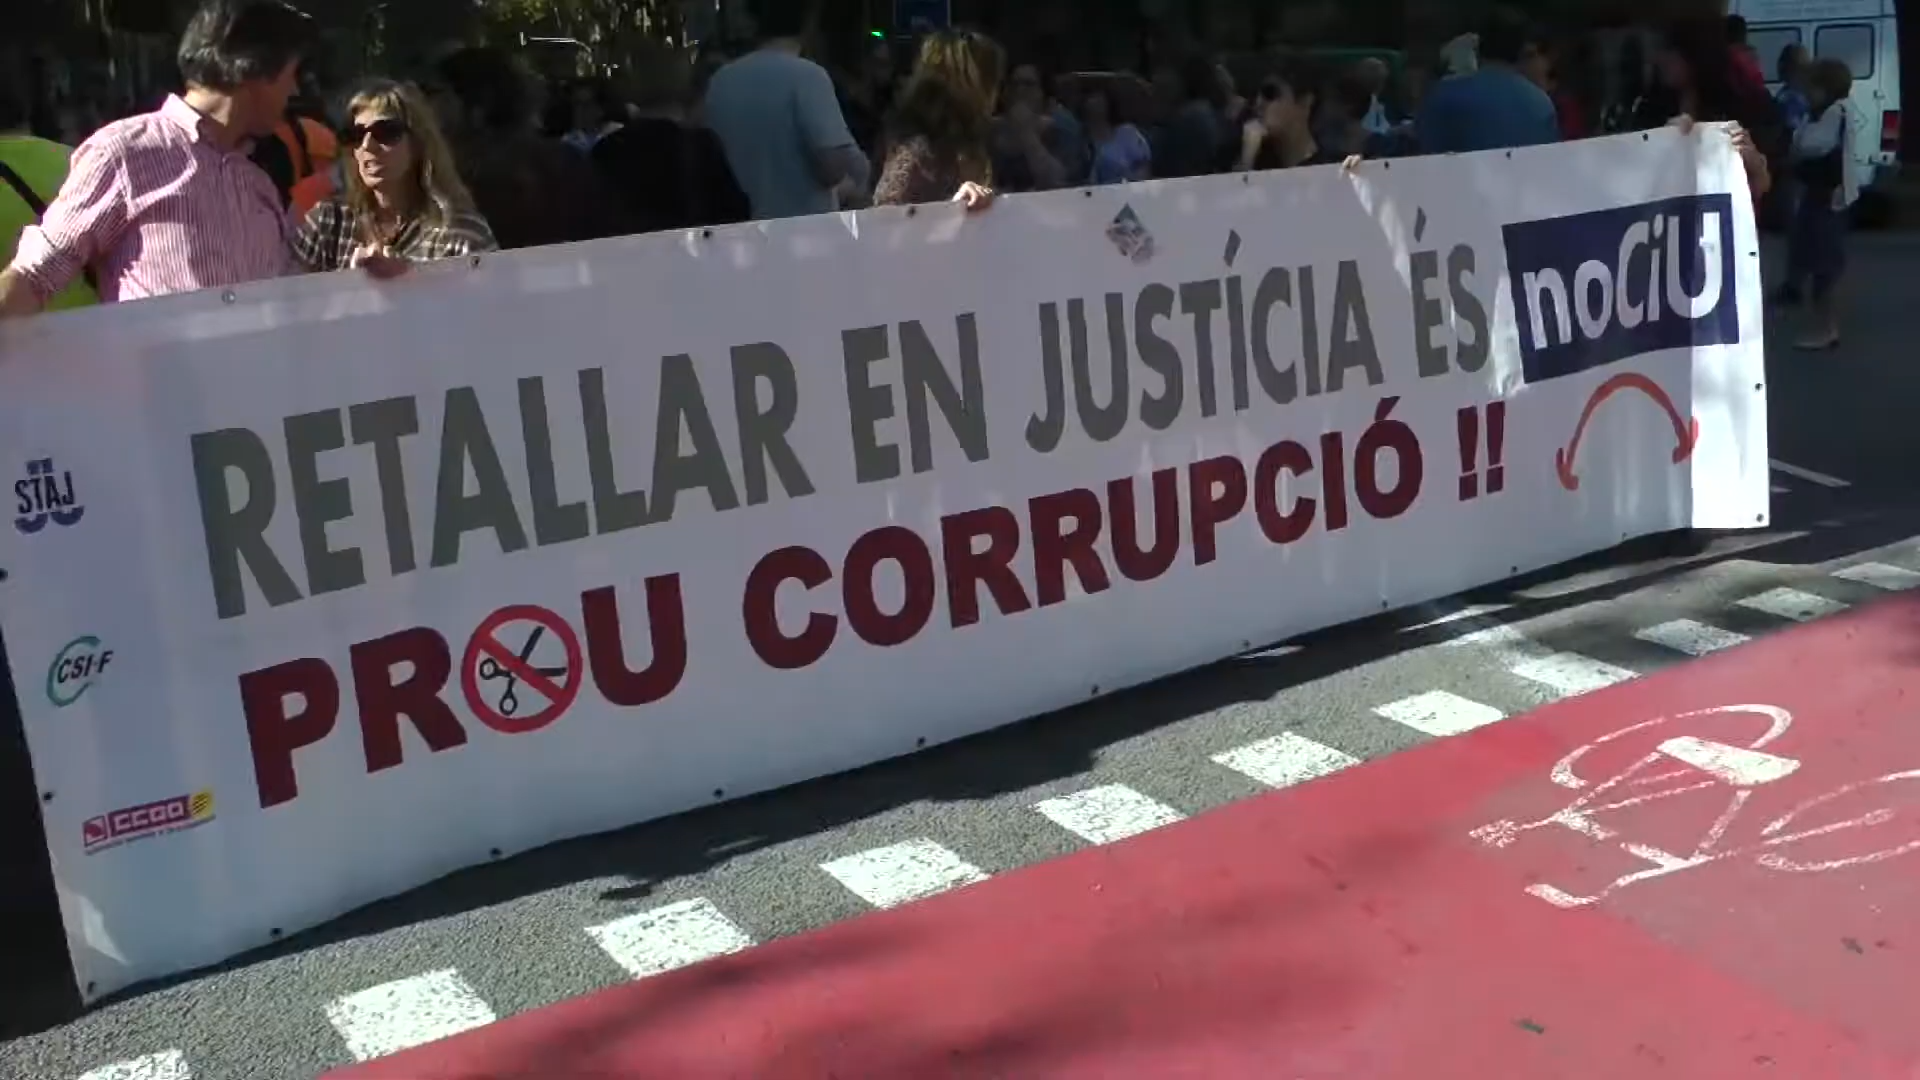 RETALLAR EN JUSTÍCIA ÉS noCiU
PROU CORRUPCIÓ !!
STAJ
CSI-F
CCOO